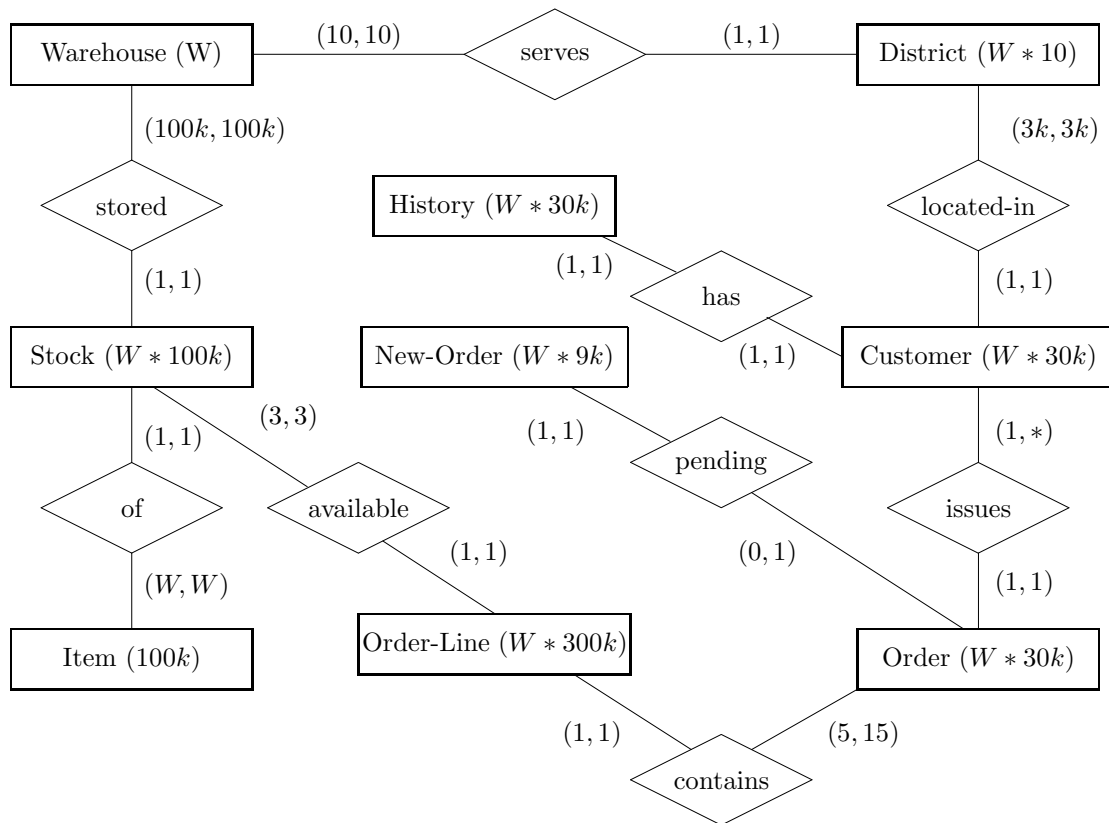 Warehouse (W)
(10, 10)
serves
(1, 1)
District (W ∗ 10)
(100k, 100k)
(3k, 3k)
stored
History (W ∗ 30k)
located-in
(1, 1)
(1, 1)
(1, 1)
has
Stock (W ∗ 100k)
New-Order (W ∗ 9k)
(1, 1)
Customer (W ∗ 30k)
(3, 3)
(1, 1)
(1, 1)
(1, ∗)
pending
of
available
issues
(1, 1)
(0, 1)
(W, W)
(1, 1)
Item (100k)
Order-Line (W ∗ 300k)
Order (W ∗ 30k)
(1, 1)
(5, 15)
contains